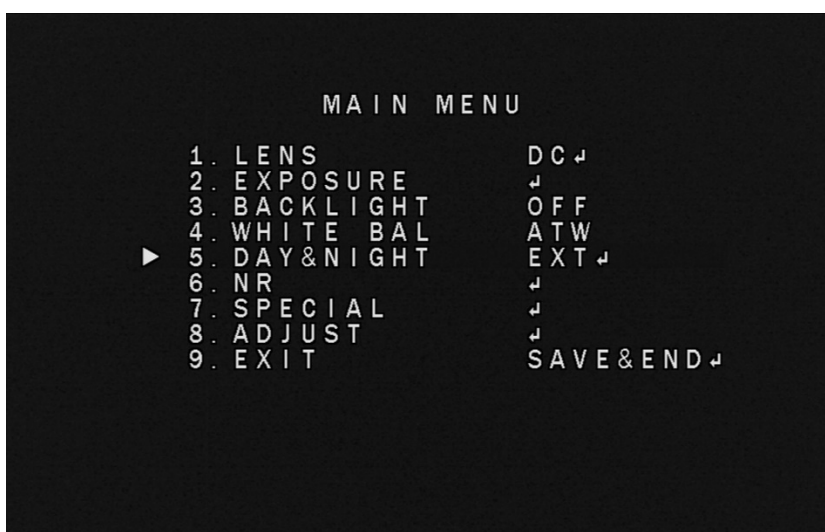 MAIN MENU
1. LENS DC↲
2. EXPOSURE ↲
3. BACKLIGHT OFF
4. WHITE BAL ATW
▶ 5. DAY&NIGHT EXT↲
6. NR ↲
7. SPECIAL ↲
8. ADJUST ↲
9. EXIT SAVE&END↲